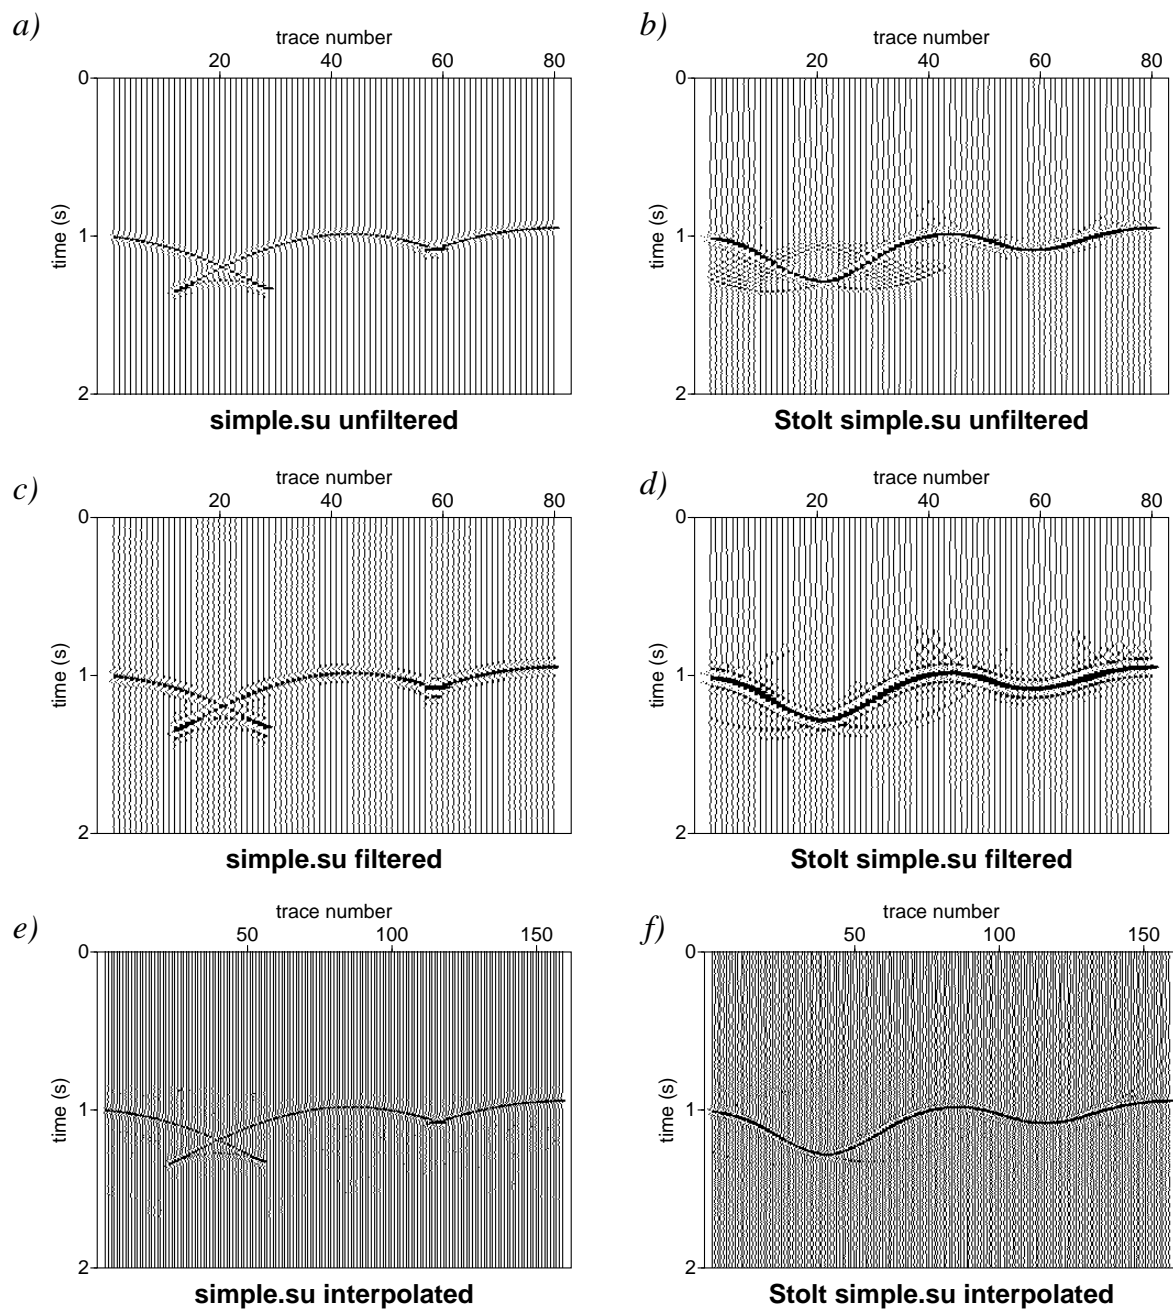 a)
trace number
20 40 60 80
0
1
2
time (s)
simple.su unfiltered
b)
trace number
20 40 60 80
0
1
2
time (s)
Stolt simple.su unfiltered
c)
trace number
20 40 60 80
0
1
2
time (s)
simple.su filtered
d)
trace number
20 40 60 80
0
1
2
time (s)
Stolt simple.su filtered
e)
trace number
50 100 150
0
1
2
time (s)
simple.su interpolated
f)
trace number
50 100 150
0
1
2
time (s)
Stolt simple.su interpolated